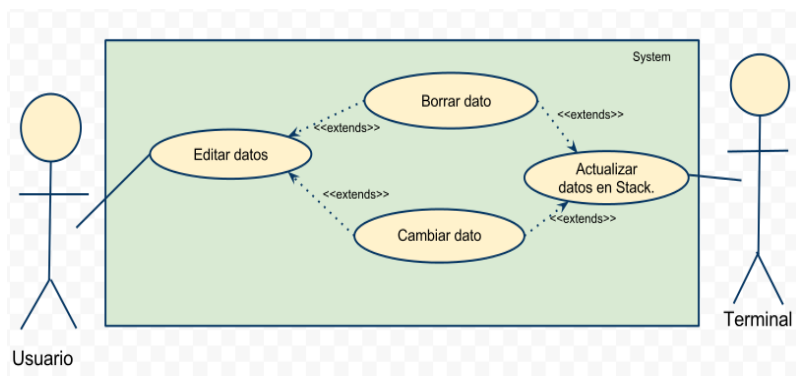 System
Borrar dato
<<extends>>
<<extends>>
Editar datos
Actualizar
datos en Stack.
<<extends>>
<<extends>>
Cambiar dato
Terminal
Usuario